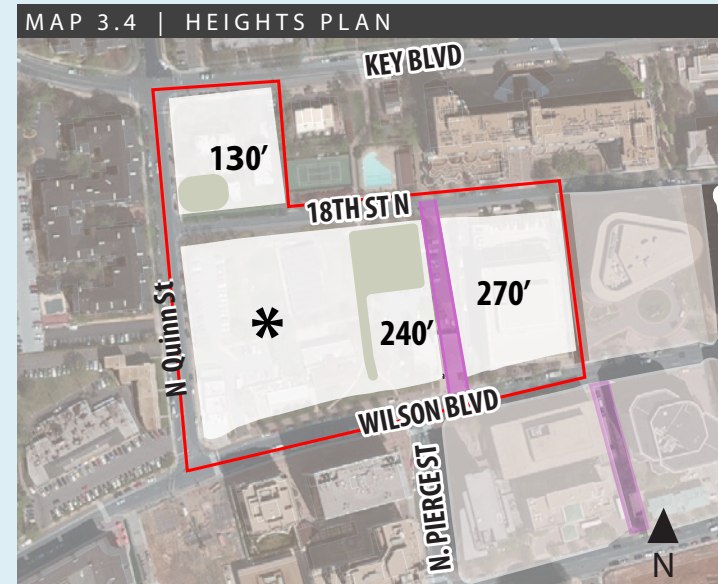 MAP 3.4 | HEIGHTS PLAN
KEY BLVD
130′
18TH ST N
N Quinn St
*
240′
270′
WILSON BLVD
N. PIERCE ST
N